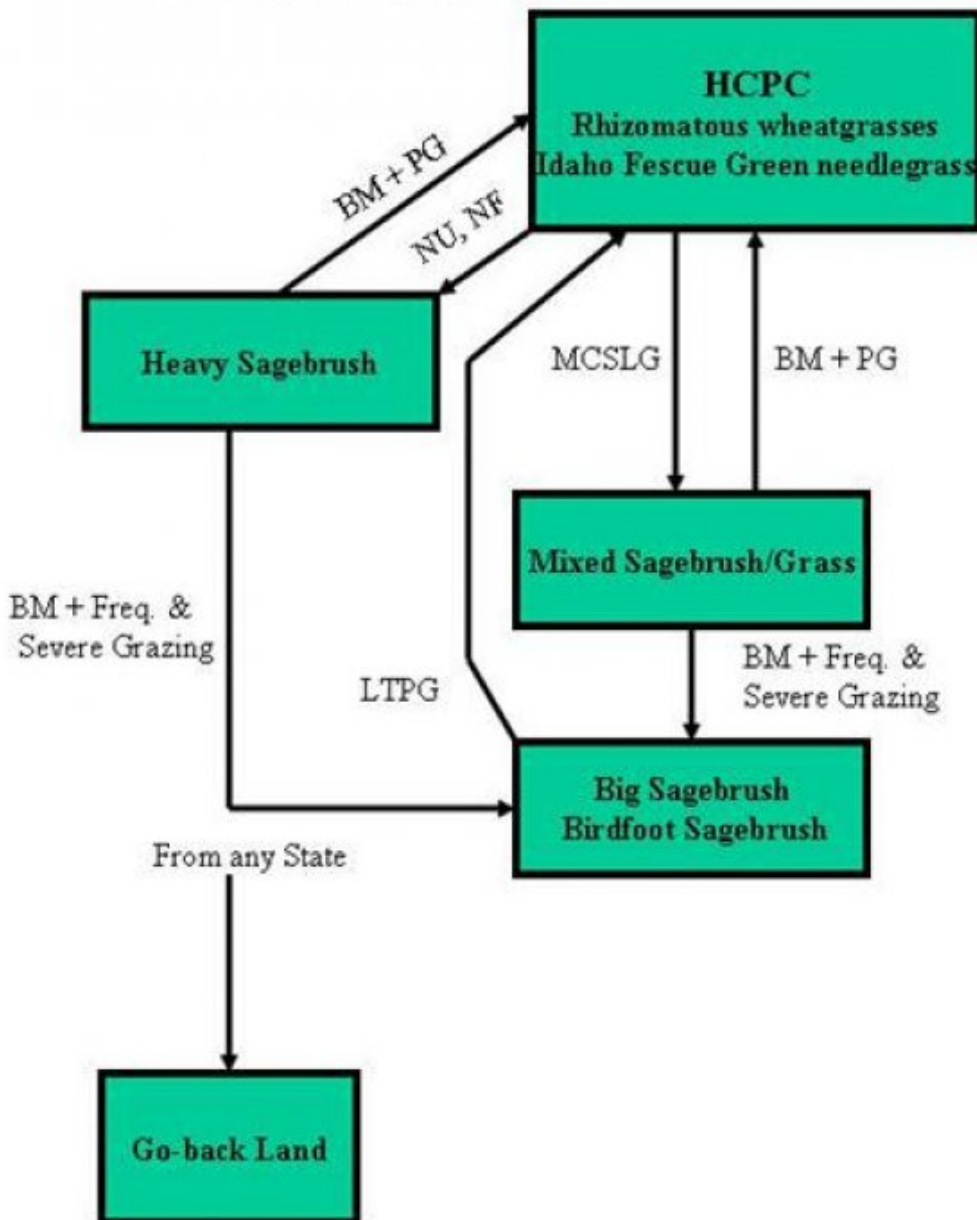 HCPC
Rhizomatous wheatgrasses
Idaho Fescue Green needlegrass
BM + PG
NU, NF
Heavy Sagebrush
MCSLG
BM + PG
Mixed Sagebrush/Grass
BM + Freq. &
Severe Grazing
BM + Freq. &
Severe Grazing
LTPG
Big Sagebrush
Birdfoot Sagebrush
From any State
Go-back Land